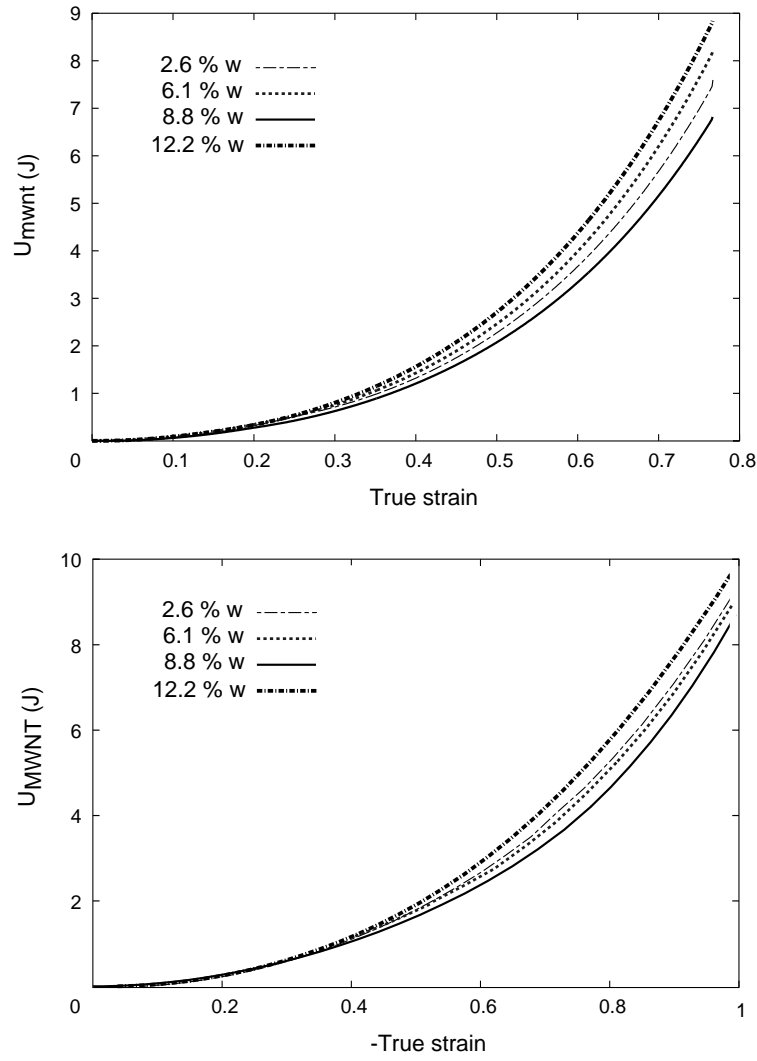 9
8
7
6
5
4
3
2
1
0
U mwnt (J)
2.6 % w
6.1 % w
8.8 % w
12.2 % w
0 0.1 0.2 0.3 0.4 0.5 0.6 0.7 0.8
True strain
10
8
6
4
2
U MWNT (J)
2.6 % w
6.1 % w
8.8 % w
12.2 % w
0 0.2 0.4 0.6 0.8 1
-True strain